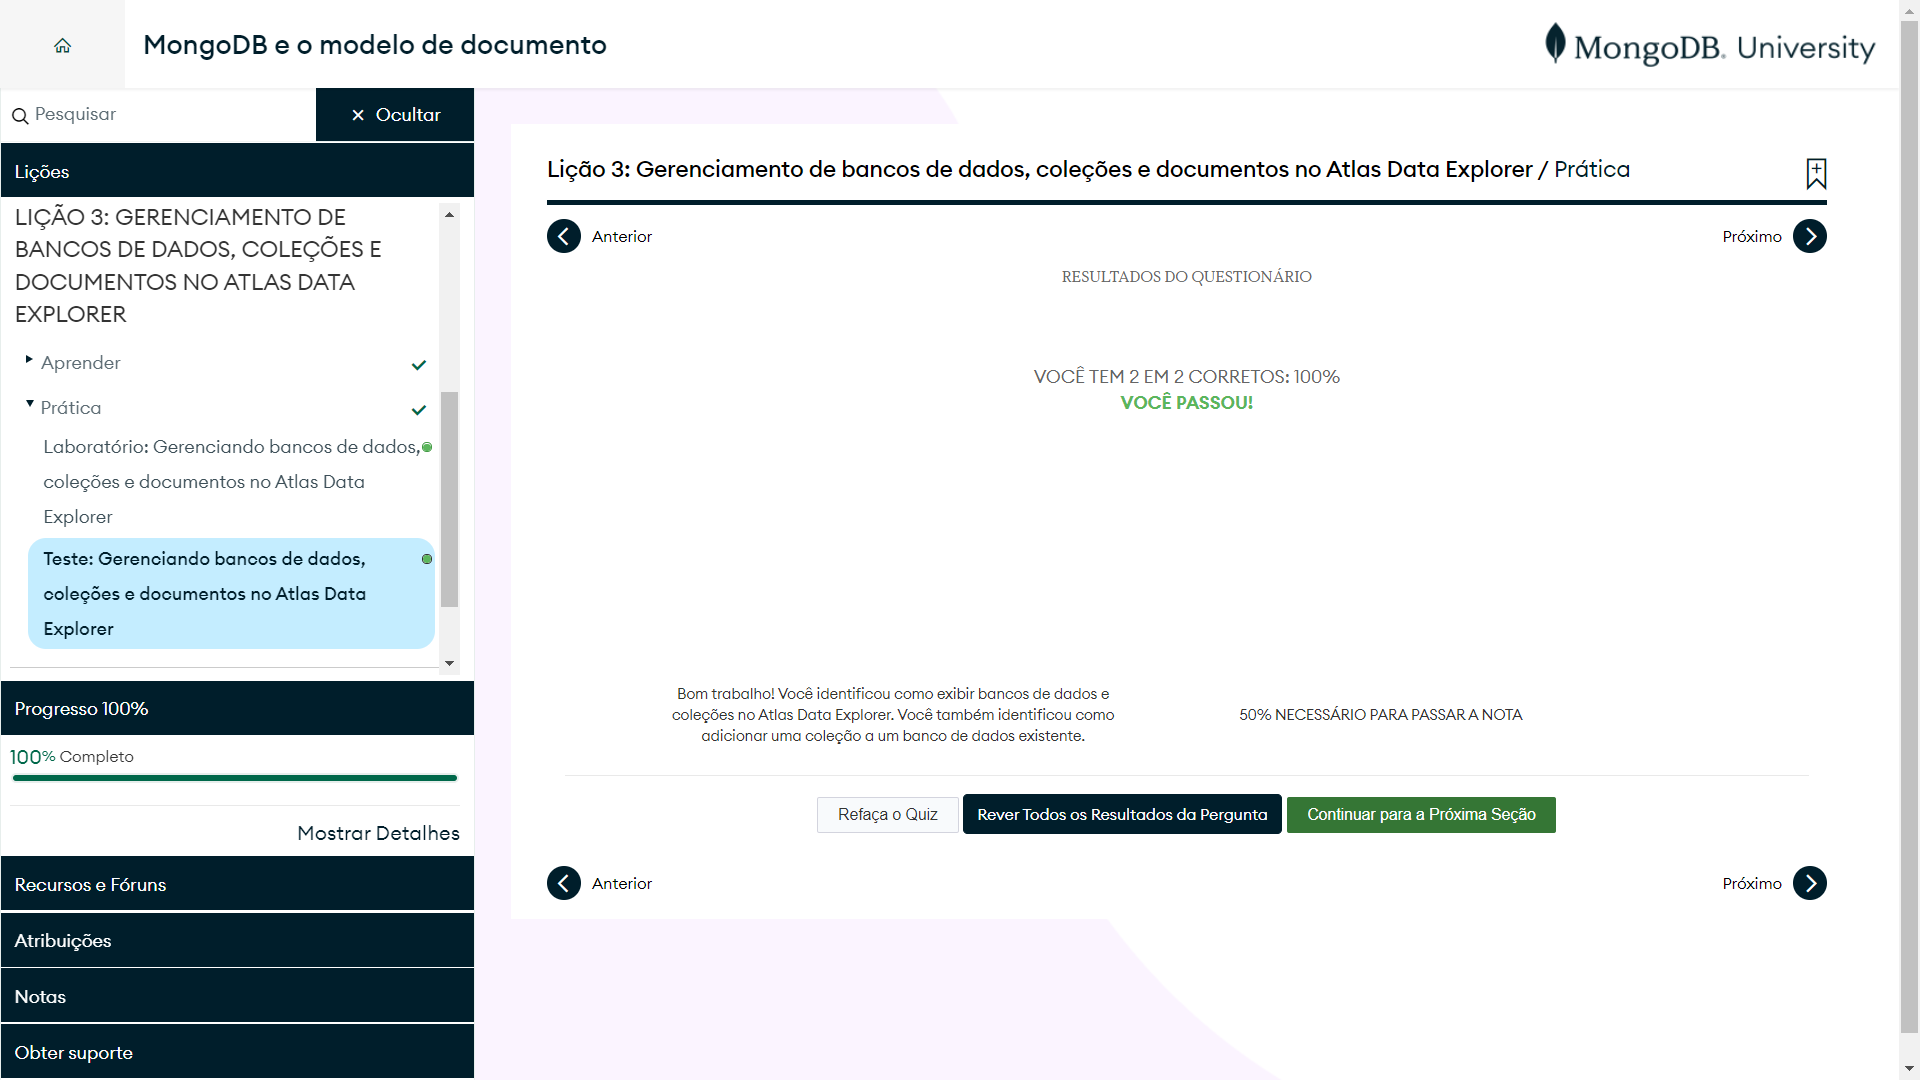 MongoDB e o modelo de documento
MongoDB. University
Pesquisar
Ocultar
Lições
LIÇÃO 3: GERENCIAMENTO DE
BANCOS DE DADOS, COLEÇÕES E
DOCUMENTOS NO ATLAS DATA
EXPLORER
Aprender
Prática
Laboratório: Gerenciando bancos de dados,
coleções e documentos no Atlas Data
Explorer
Teste: Gerenciando bancos de dados,
coleções e documentos no Atlas Data
Explorer
Progresso 100%
100% Completo
Mostrar Detalhes
Recursos e Fóruns
Atribuições
Notas
Obter suporte
Lição 3: Gerenciamento de bancos de dados, coleções e documentos no Atlas Data Explorer / Prática
Anterior
Próximo
RESULTADOS DO QUESTIONÁRIO
VOCÊ TEM 2 EM 2 CORRETOS: 100%
VOCÊ PASSOU!
Bom trabalho! Você identificou como exibir bancos de dados e
coleções no Atlas Data Explorer. Você também identificou como
adicionar uma coleção a um banco de dados existente.
50% NECESSÁRIO PARA PASSAR A NOTA
Refaça o Quiz
Rever Todos os Resultados da Pergunta
Continuar para a Próxima Seção
Anterior
Próximo